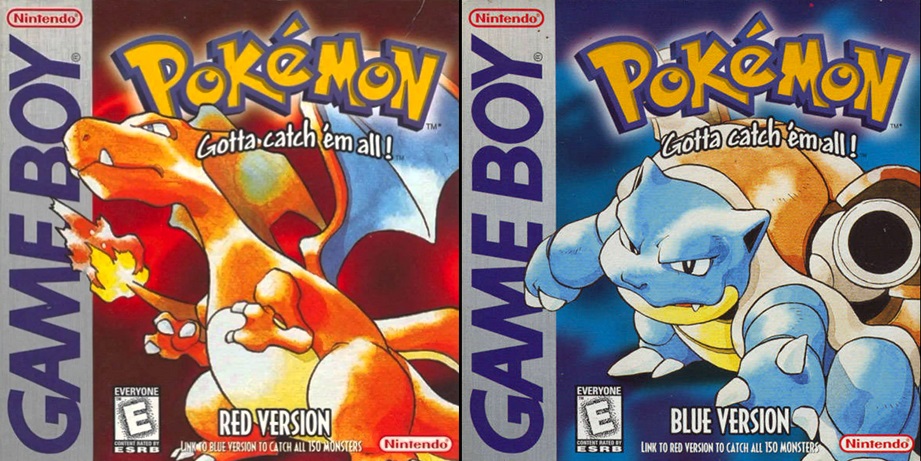 Nintendo®
GAME BOY®
POKéMON
TM
Gotta catch 'em all!
TM
EVERYONE
E
CONTENT RATED BY
ESRB
RED VERSION
LINK TO BLUE VERSION TO CATCH ALL 150 MONSTERS
Nintendo®
Nintendo®
GAME BOY®
POKéMON
TM
Gotta catch 'em all!
EVERYONE
E
CONTENT RATED BY
ESRB
BLUE VERSION
LINK TO RED VERSION TO CATCH ALL 150 MONSTERS
Nintendo®